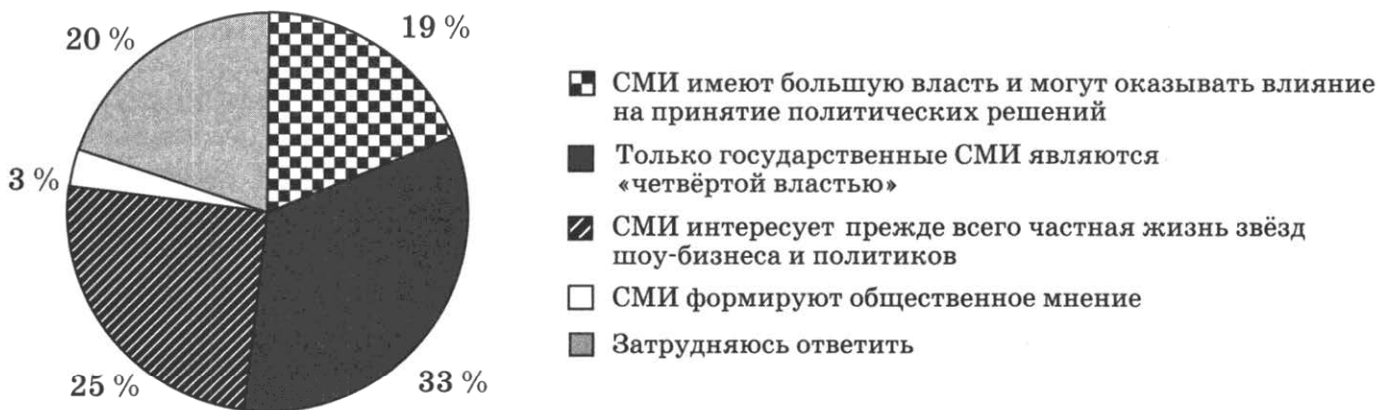 20 %
19 %
3 %
25 %
33 %
СМИ имеют большую власть и могут оказывать влияние
на принятие политических решений
Только государственные СМИ являются
«четвёртой властью»
СМИ интересует прежде всего частная жизнь звёзд
шоу-бизнеса и политиков
СМИ формируют общественное мнение
Затрудняюсь ответить